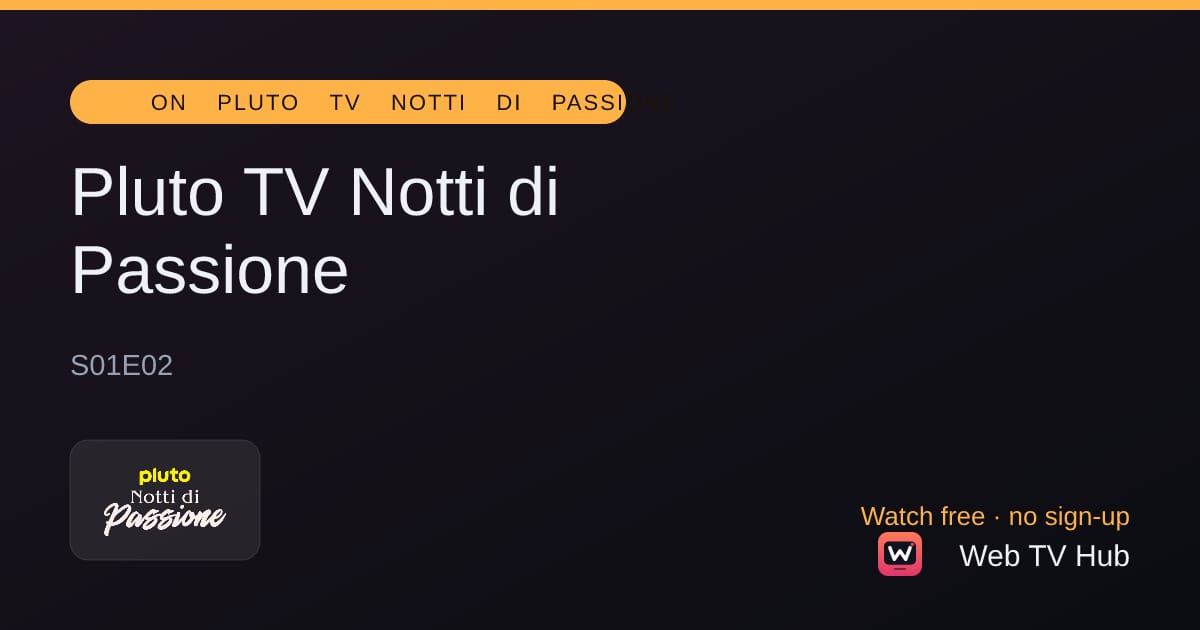 ON PLUTO TV NOTTI DI PASSIONE
Pluto TV Notti di
Passione
S01E02
pluto
Notti di
Passione
Watch free · no sign-up
W
Web TV Hub